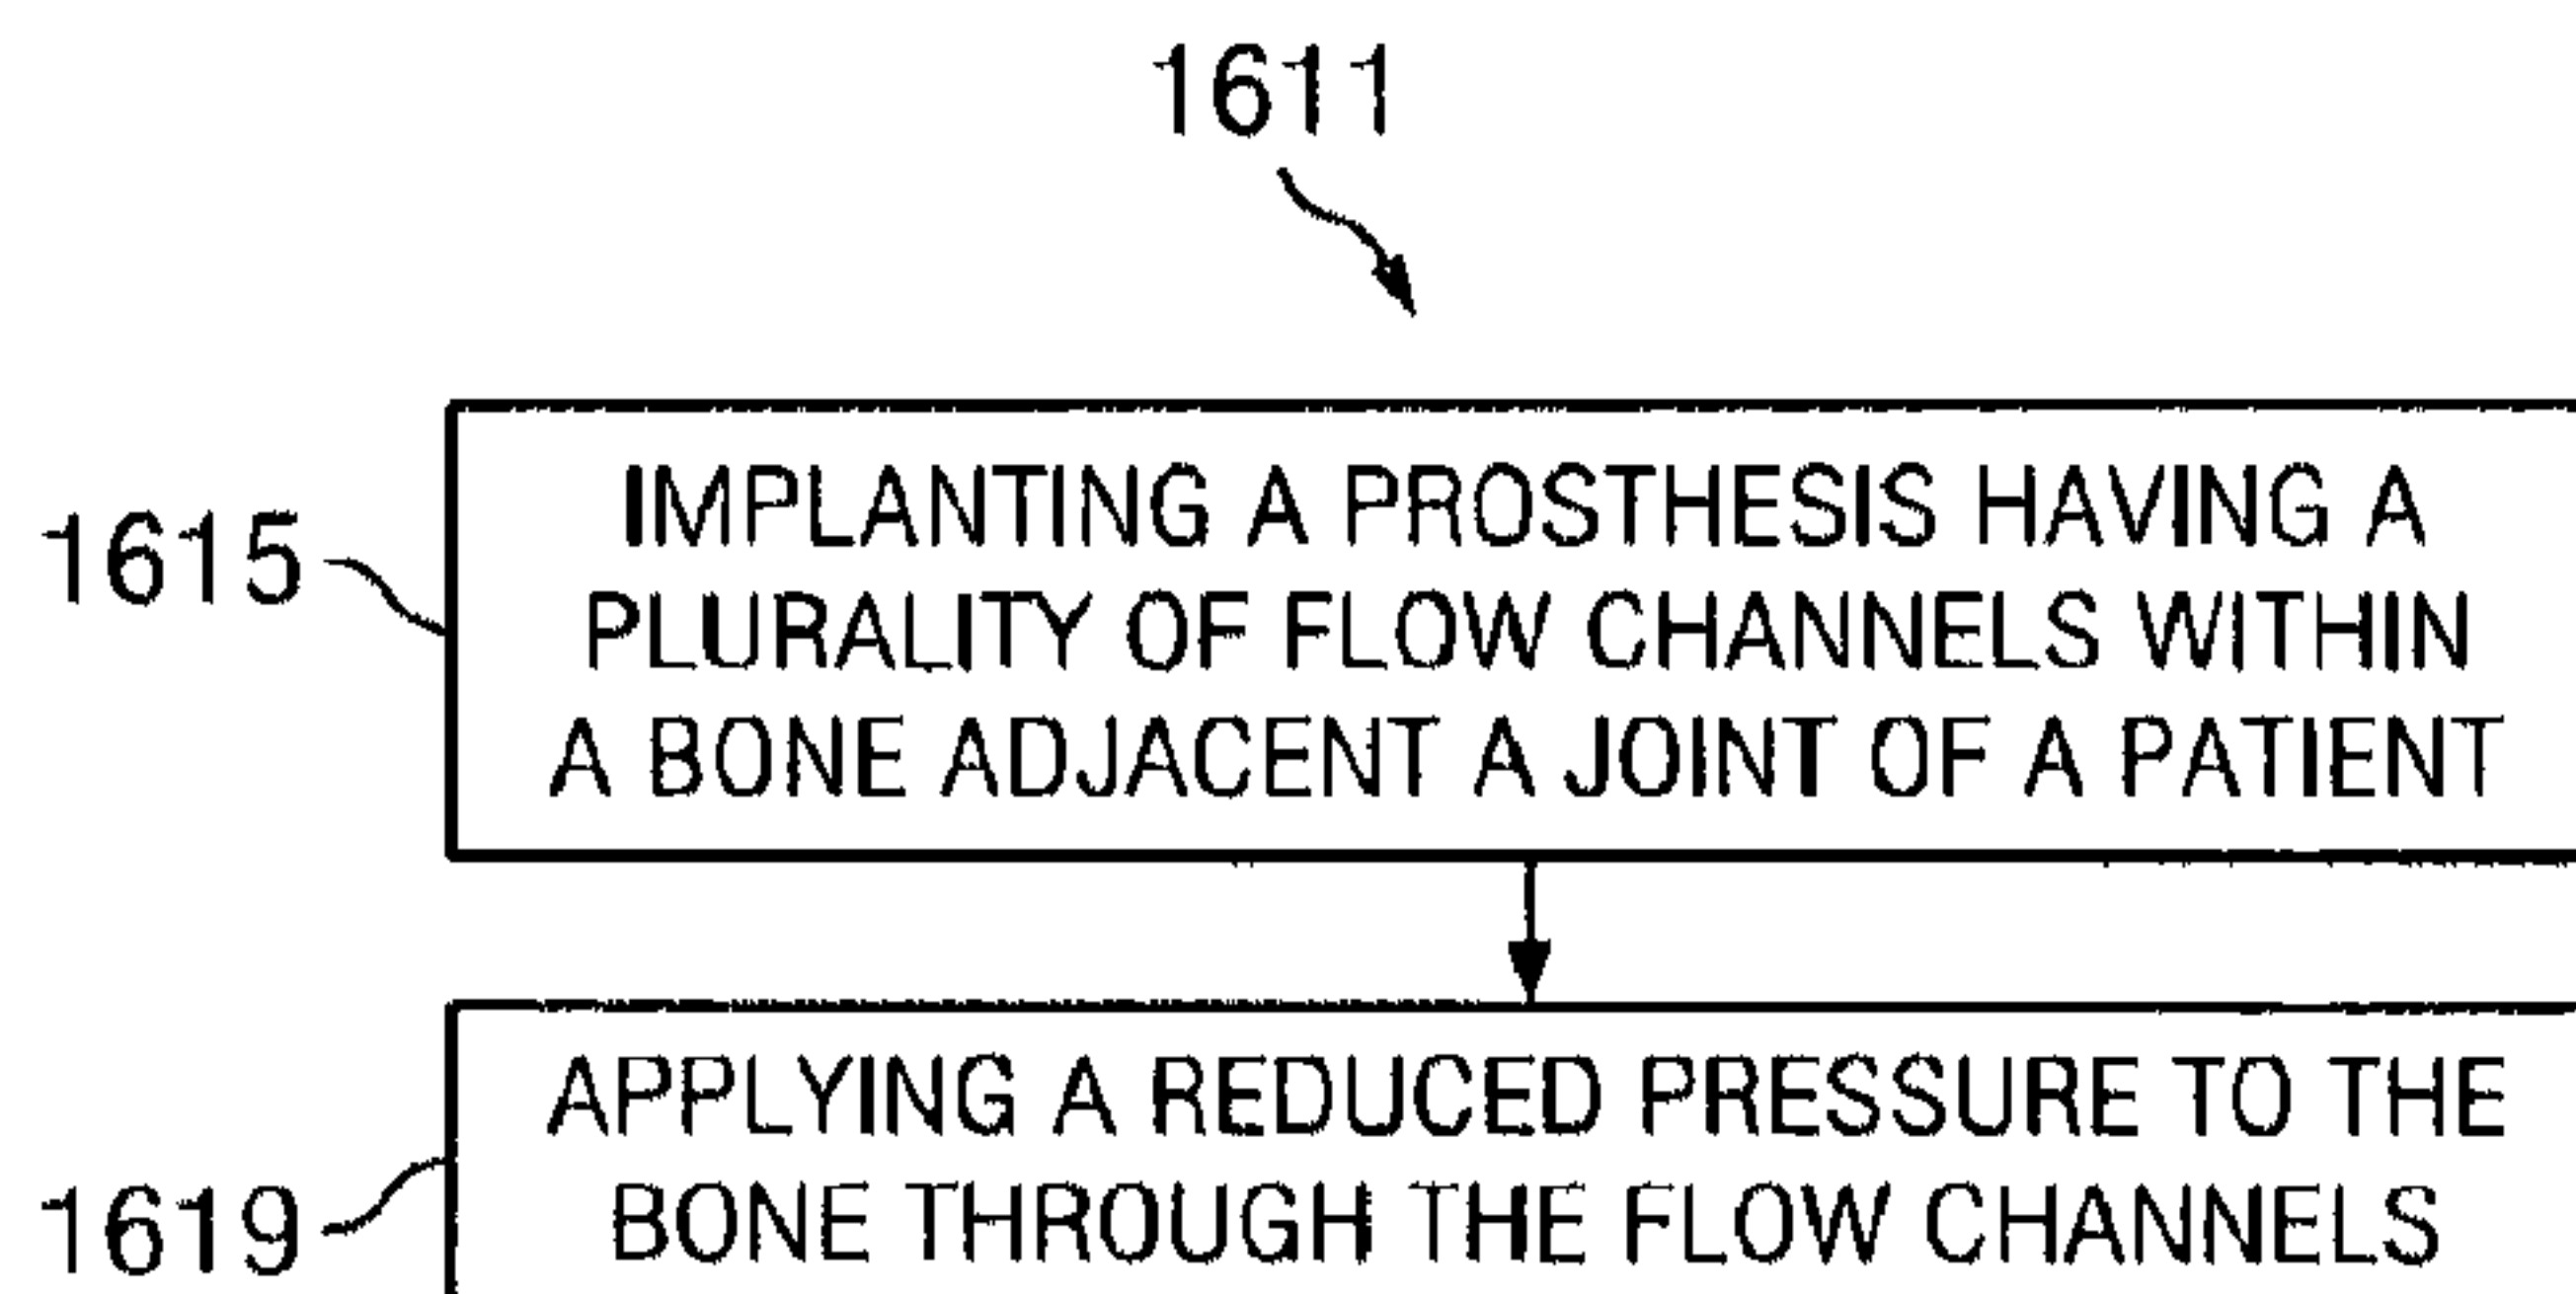 1611
1615
IMPLANTING A PROSTHESIS HAVING A
PLURALITY OF FLOW CHANNELS WITHIN
A BONE ADJACENT A JOINT OF A PATIENT
APPLYING A REDUCED PRESSURE TO THE
1619
BONE THROUGH THE FLOW CHANNELS